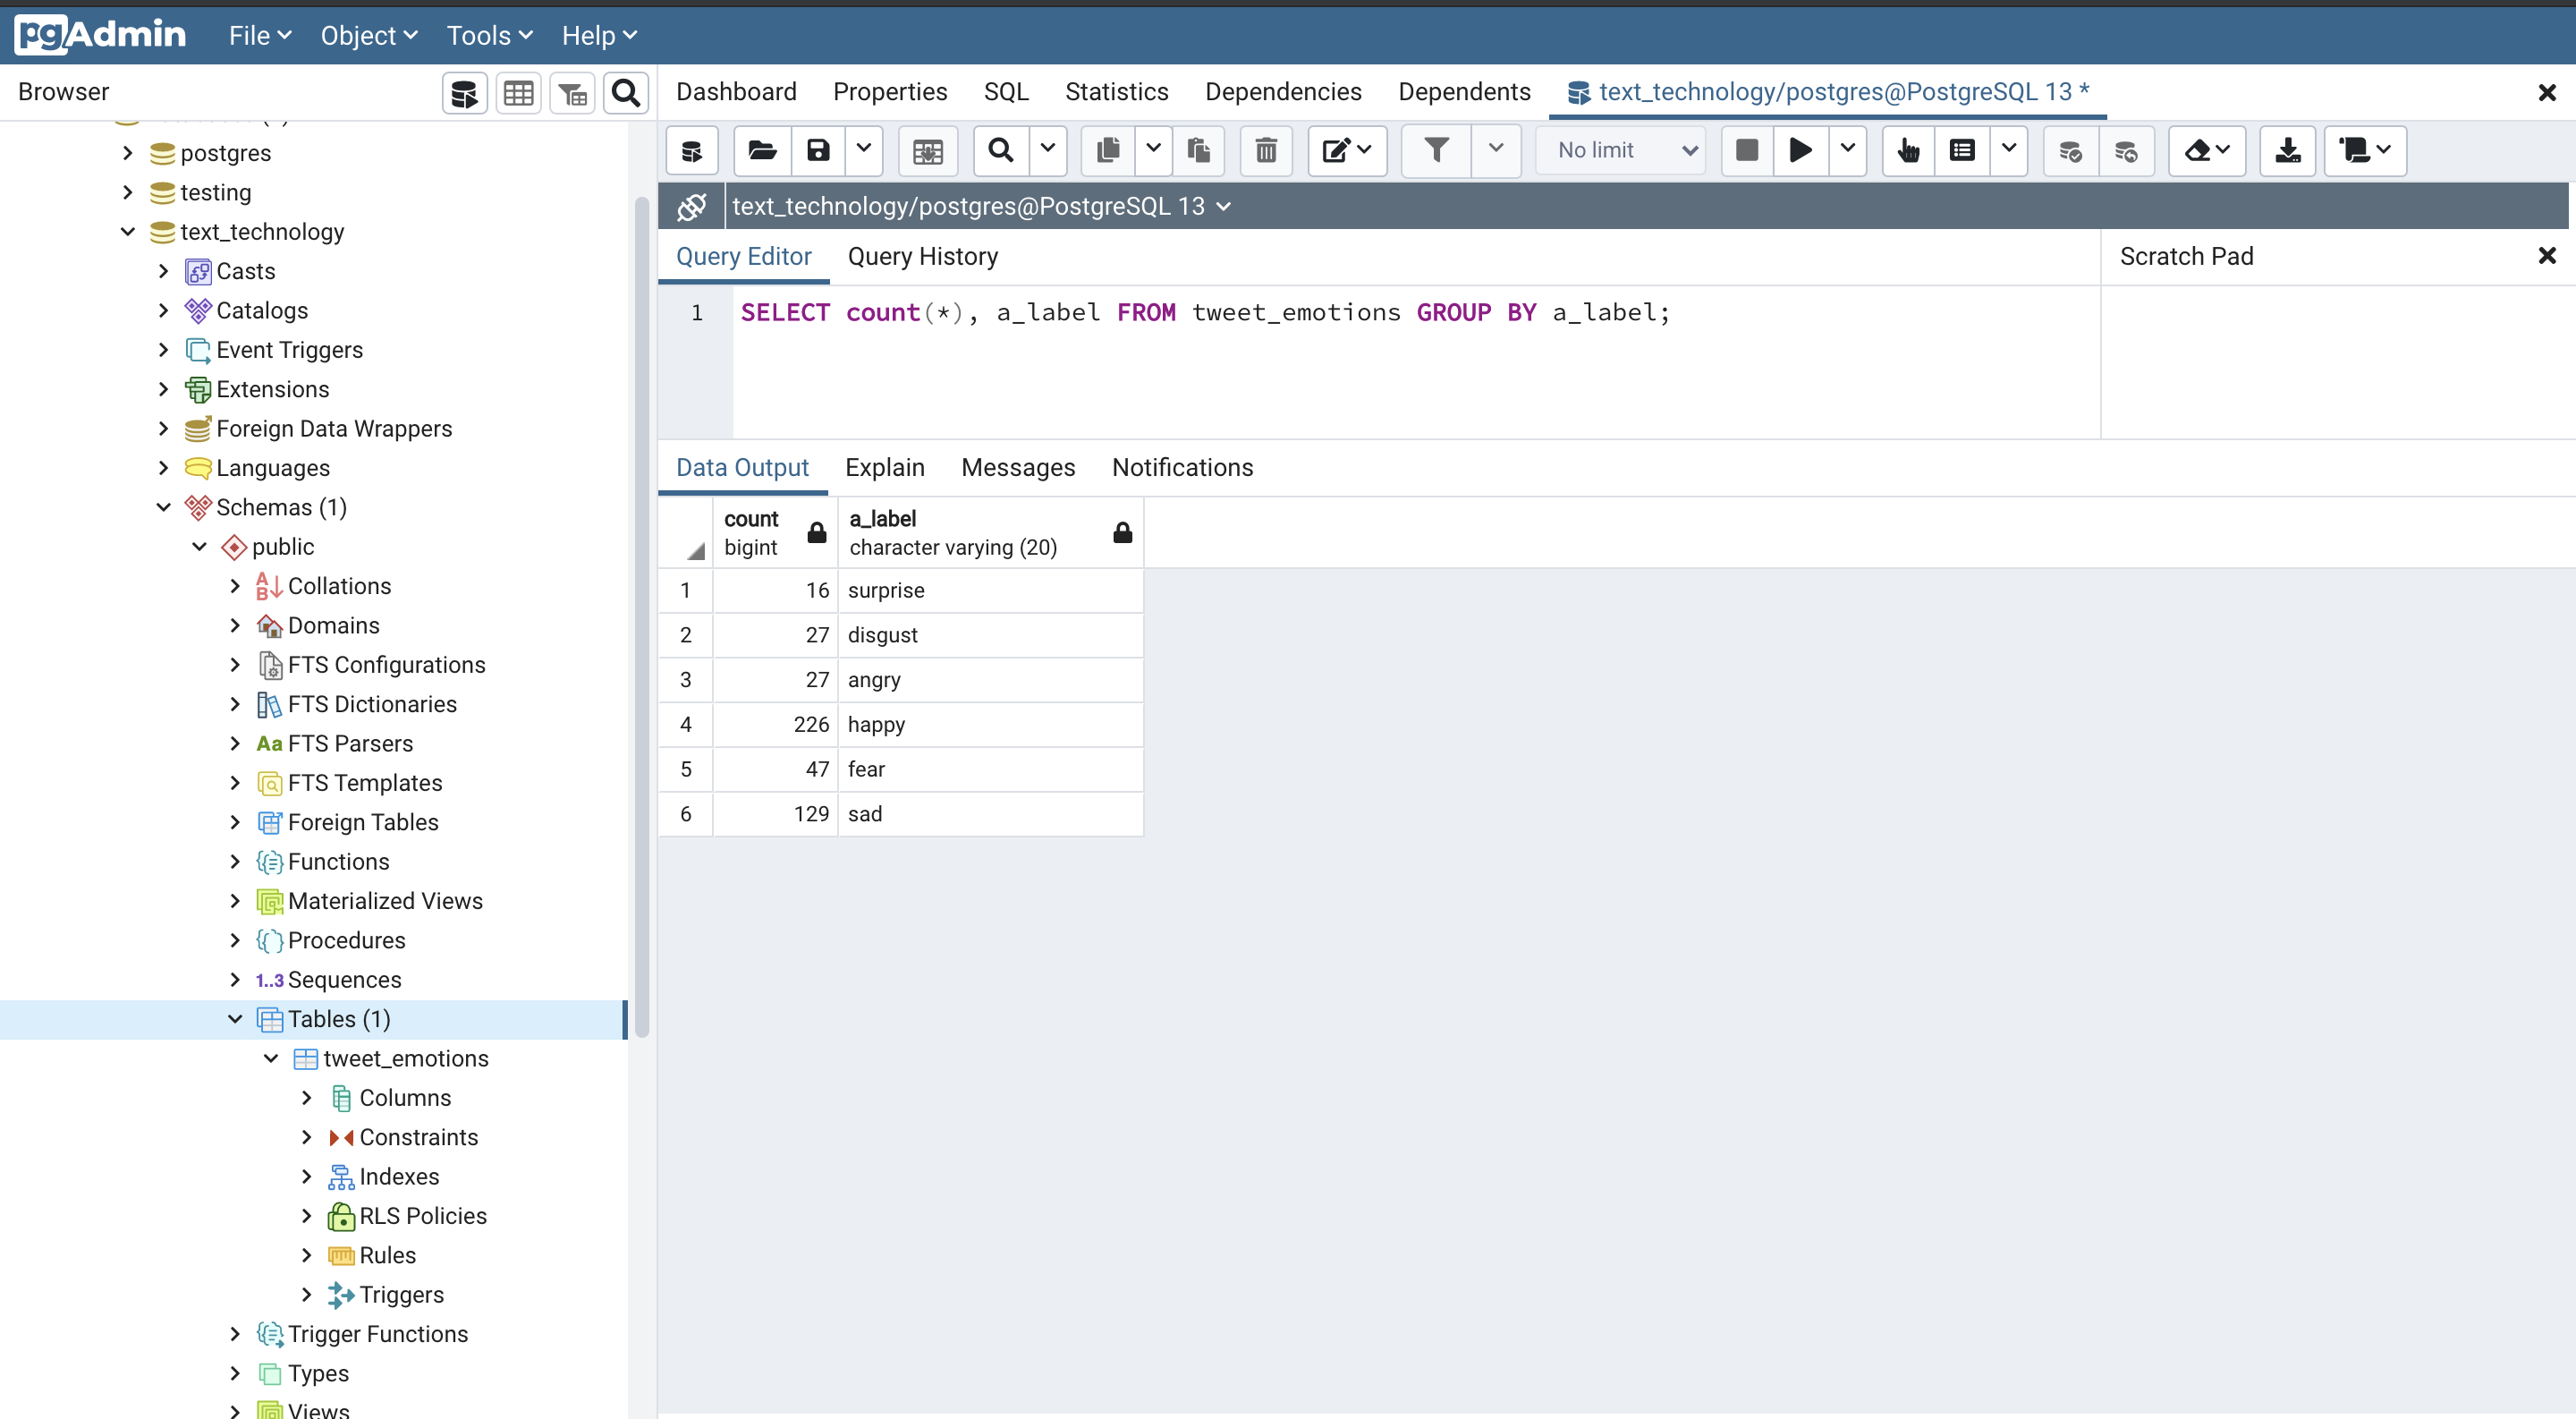 pgAdmin File Object Tools Help
Browser
Dashboard Properties SQL Statistics Dependencies Dependents text_technology/postgres@PostgreSQL 13 *
No limit
text_technology/postgres@PostgreSQL 13
Query Editor Query History
Scratch Pad
1 SELECT count(*), a_label FROM tweet_emotions GROUP BY a_label;
Data Output Explain Messages Notifications
count a_label
bigint character varying (20)
1 16 surprise
2 27 disgust
3 27 angry
4 226 happy
5 47 fear
6 129 sad
postgres
testing
text_technology
Casts
Catalogs
Event Triggers
Extensions
Foreign Data Wrappers
Languages
Schemas (1)
public
Collations
Domains
FTS Configurations
FTS Dictionaries
Aa FTS Parsers
FTS Templates
Foreign Tables
Functions
Materialized Views
Procedures
1..3 Sequences
Tables (1)
tweet_emotions
Columns
Constraints
Indexes
RLS Policies
Rules
Triggers
Trigger Functions
Types
Views